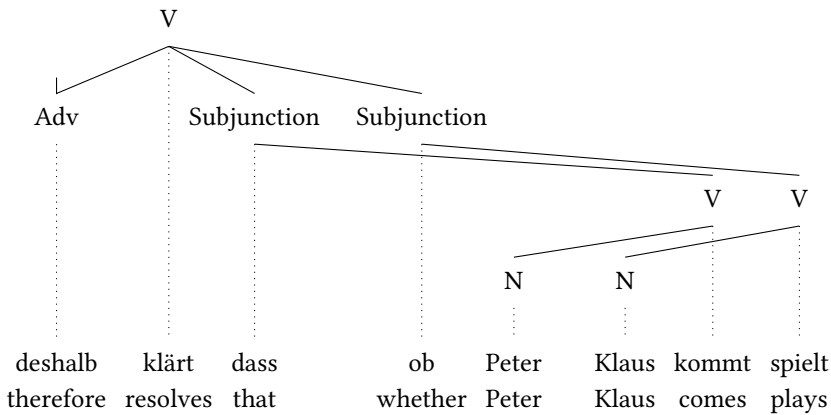 V
Adv Subjunction Subjunction
V V
N N
deshalb klärt dass ob Peter Klaus kommt spielt
therefore resolves that whether Peter Klaus comes plays